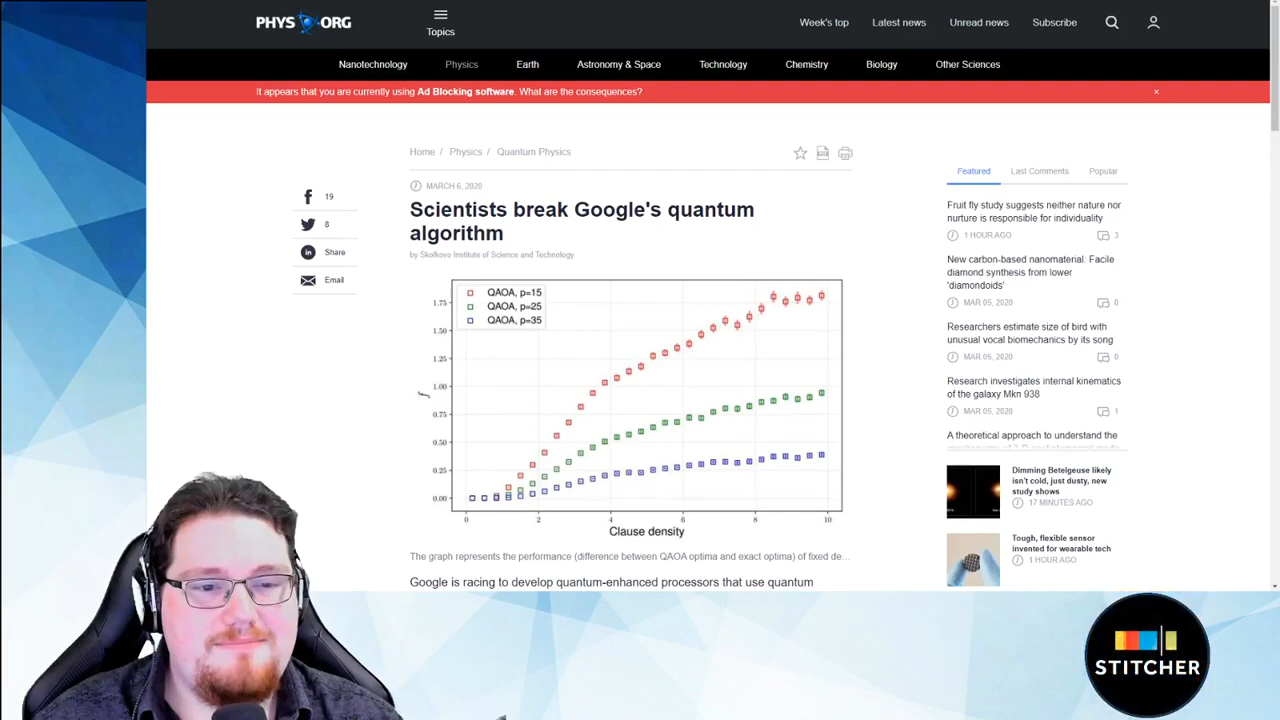 PHYS ORG
Topics
Week's top
Latest news
Unread news
Subscribe
Nanotechnology
Physics
Earth
Astronomy & Space
Technology
Chemistry
Biology
Other Sciences
It appears that you are currently using Ad Blocking software. What are the consequences?
×
Home / Physics / Quantum Physics
MARCH 6, 2020
Scientists break Google's quantum
algorithm
by Skolkovo Institute of Science and Technology
19
8
Share
Email
QAOA, p=15
QAOA, p=25
QAOA, p=35
1.75
1.50
1.25
1.00
0.75
0.50
0.25
0.00
f
0 2 4 6 8 10
Clause density
The graph represents the performance (difference between QAOA optima and exact optima) of fixed de...
Google is racing to develop quantum-enhanced processors that use quantum
Featured
Last Comments
Popular
Fruit fly study suggests neither nature nor
nurture is responsible for individuality
1 HOUR AGO 3
New carbon-based nanomaterial: Facile
diamond synthesis from lower
'diamondoids'
MAR 05, 2020 0
Researchers estimate size of bird with
unusual vocal biomechanics by its song
MAR 05, 2020 0
Research investigates internal kinematics
of the galaxy Mkn 938
MAR 05, 2020 1
A theoretical approach to understand the
Dimming Betelgeuse likely
isn't cold, just dusty, new
study shows
17 MINUTES AGO
Tough, flexible sensor
invented for wearable tech
1 HOUR AGO
STITCHER